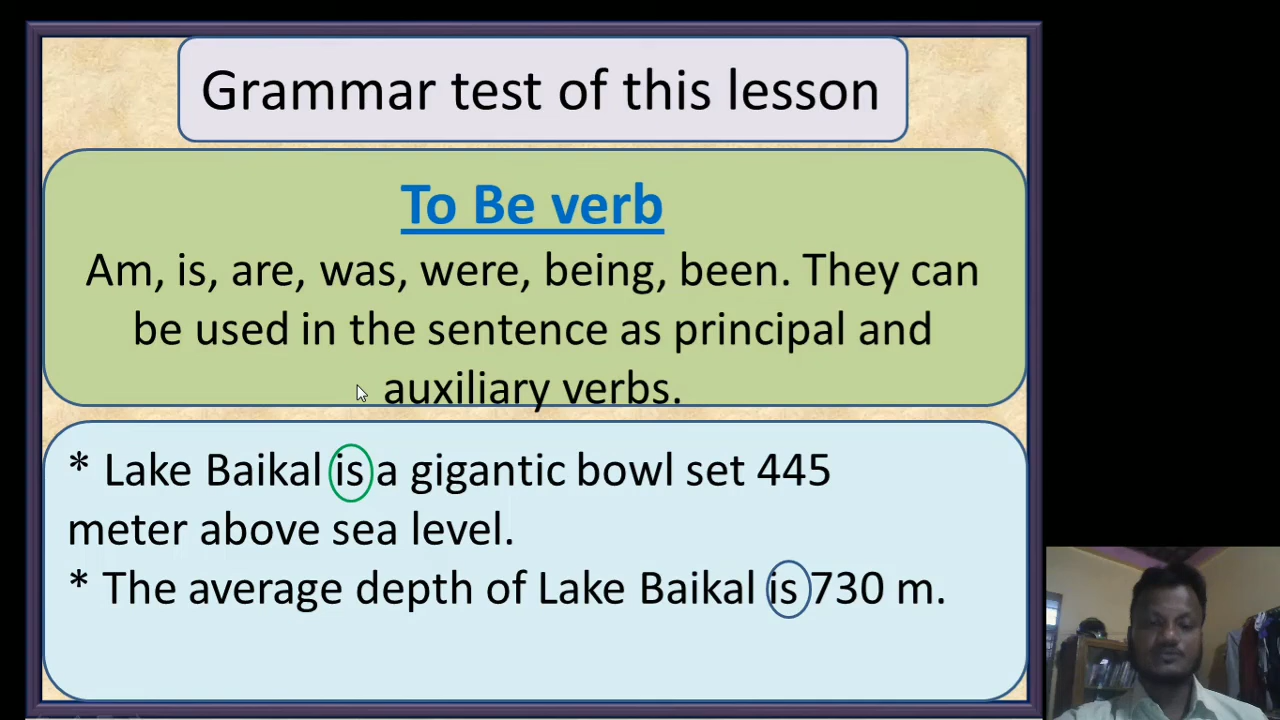 Grammar test of this lesson
To Be verb
Am, is, are, was, were, being, been. They can
be used in the sentence as principal and
auxiliary verbs.
* Lake Baikal is a gigantic bowl set 445
meter above sea level.
* The average depth of Lake Baikal is 730 m.